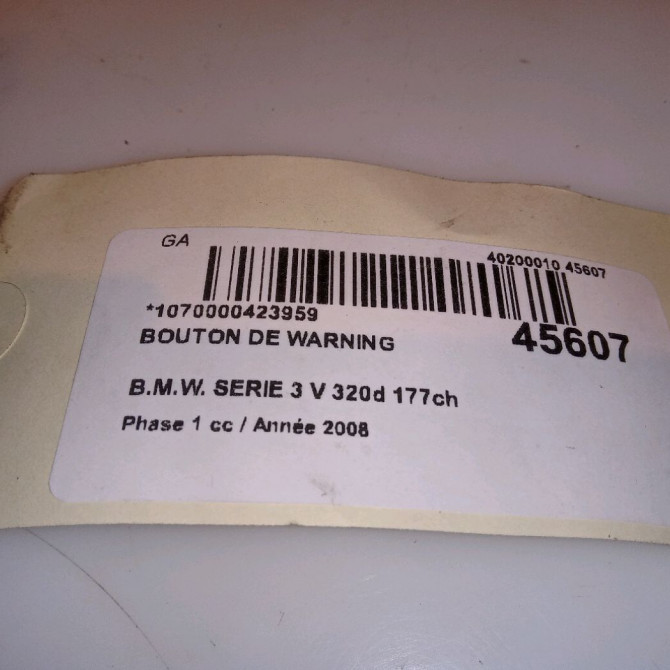 GA
40200010 45607
*1070000423959
45607
BOUTON DE WARNING
B.M.W. SERIE 3 V 320d 177ch
Phase 1 cc / Année 2008